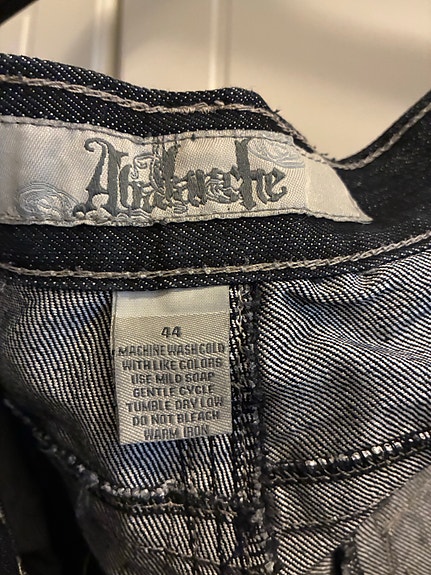 Avalanche
44
MACHINE WASH COLD
WITH LIKE COLORS
USE MILD SOAP
GENTLE CYCLE
TUMBLE DRY LOW
DO NOT BLEACH
WARM IRON